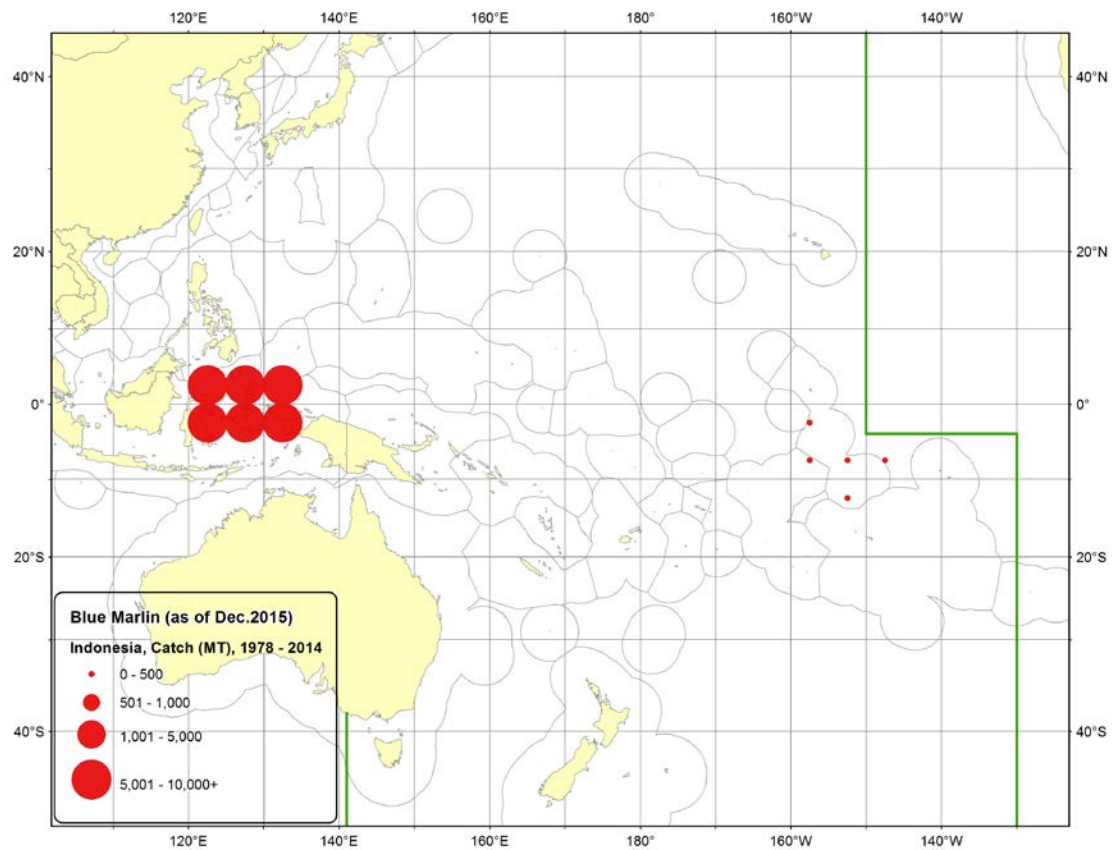 120°E 140°E 160°E 180° 160°W 140°W
40°N 40°N
20°N 20°N
0° 0°
20°S 20°S
Blue Marlin (as of Dec.2015)
Indonesia, Catch (MT), 1978 - 2014
0 - 500
501 - 1,000
40°S 40°S
1,001 - 5,000
5,001 - 10,000+
120°E 140°E 160°E 180° 160°W 140°W